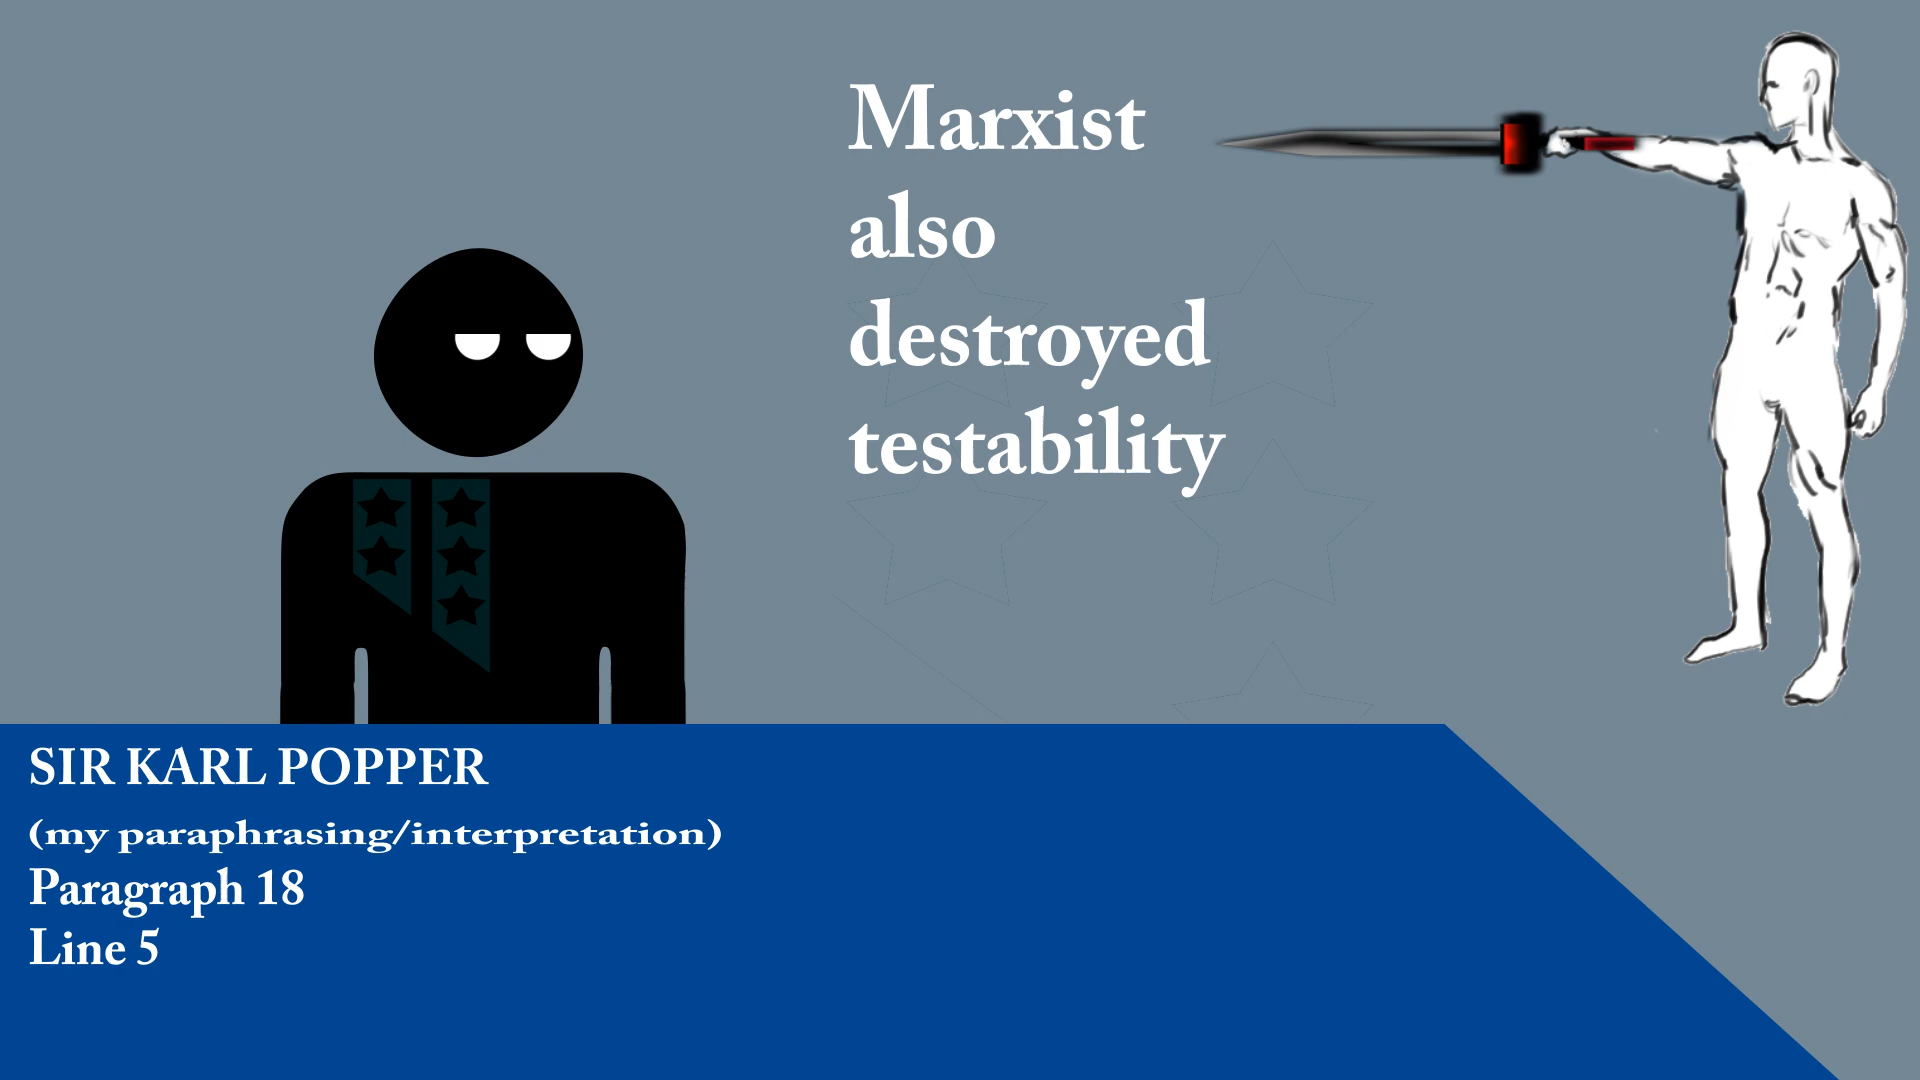 Marxist
also
destroyed
testability
SIR KARL POPPER
(my paraphrasing/interpretation)
Paragraph 18
Line 5